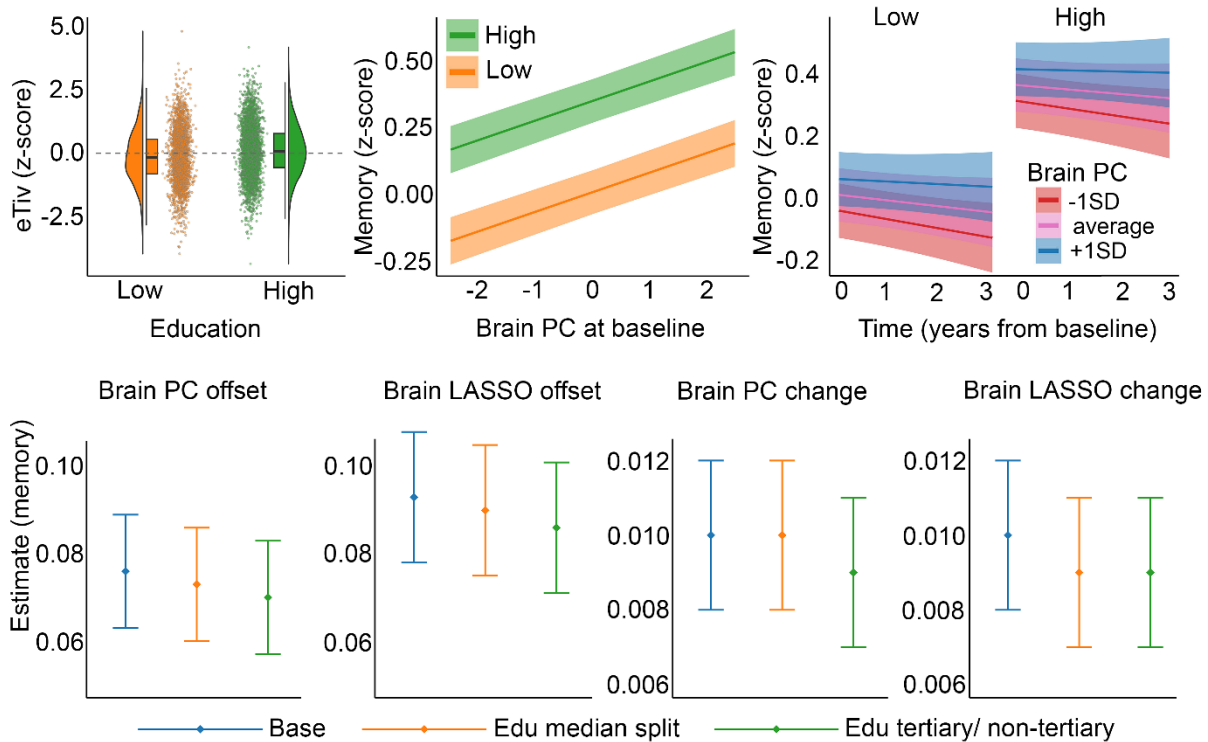 eTiv (z-score)
5.0
2.5
0.0
-2.5
Low
High
Education
Memory (z-score)
0.50
0.25
0.00
-0.25
High
Low
-2
-1
0
1
2
Brain PC at baseline
Low
High
Memory (z-score)
0.4
0.2
0.0
-0.2
Brain PC
-1SD
average
+1SD
0
1
2
3
0
1
2
3
Time (years from baseline)
Brain PC offset
Brain LASSO offset
Brain PC change
Brain LASSO change
Estimate (memory)
0.10
0.08
0.06
0.10
0.08
0.06
0.012
0.010
0.008
0.006
0.012
0.010
0.008
0.006
Base
Edu median split
Edu tertiary/ non-tertiary